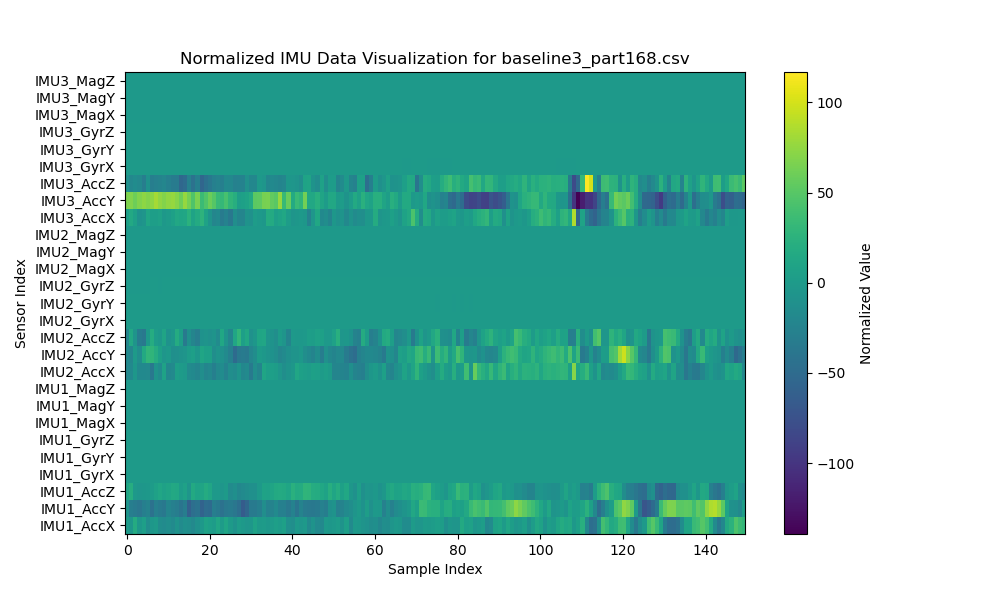 Normalized IMU Data Visualization for baseline3_part168.csv
IMU3_MagZ
IMU3_MagY
IMU3_MagX
IMU3_GyrZ
IMU3_GyrY
IMU3_GyrX
IMU3_AccZ
IMU3_AccY
IMU3_AccX
IMU2_MagZ
IMU2_MagY
IMU2_MagX
IMU2_GyrZ
IMU2_GyrY
IMU2_GyrX
IMU2_AccZ
IMU2_AccY
IMU2_AccX
IMU1_MagZ
IMU1_MagY
IMU1_MagX
IMU1_GyrZ
IMU1_GyrY
IMU1_GyrX
IMU1_AccZ
IMU1_AccY
IMU1_AccX
Sensor Index
0 20 40 60 80 100 120 140
Sample Index
100
50
0
−50
−100
Normalized Value